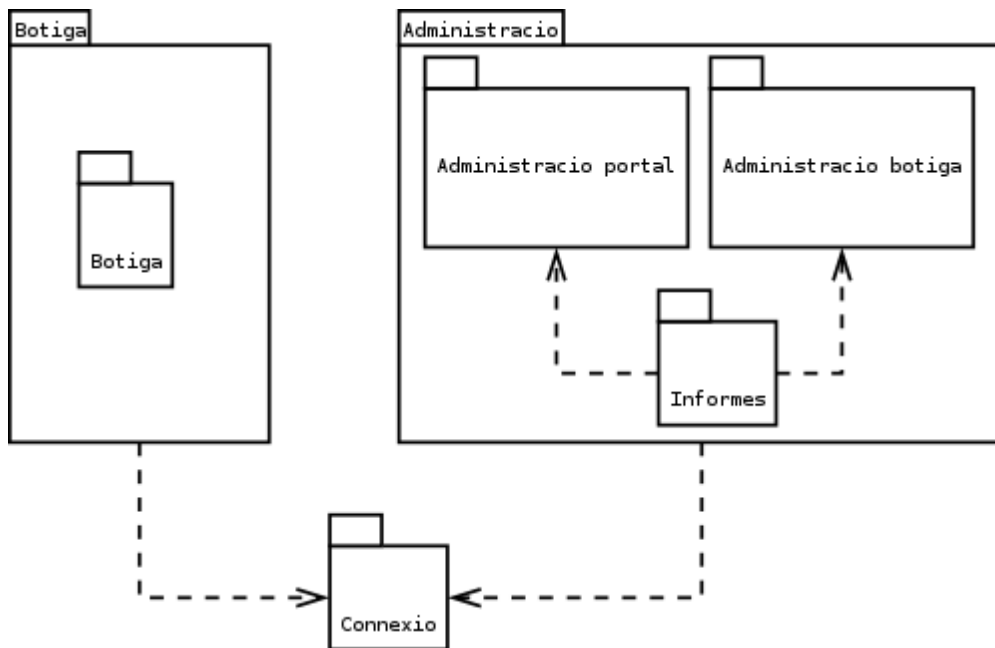 Botiga
Administracio
Administracio portal
Administracio botiga
Botiga
Informes
Connexio